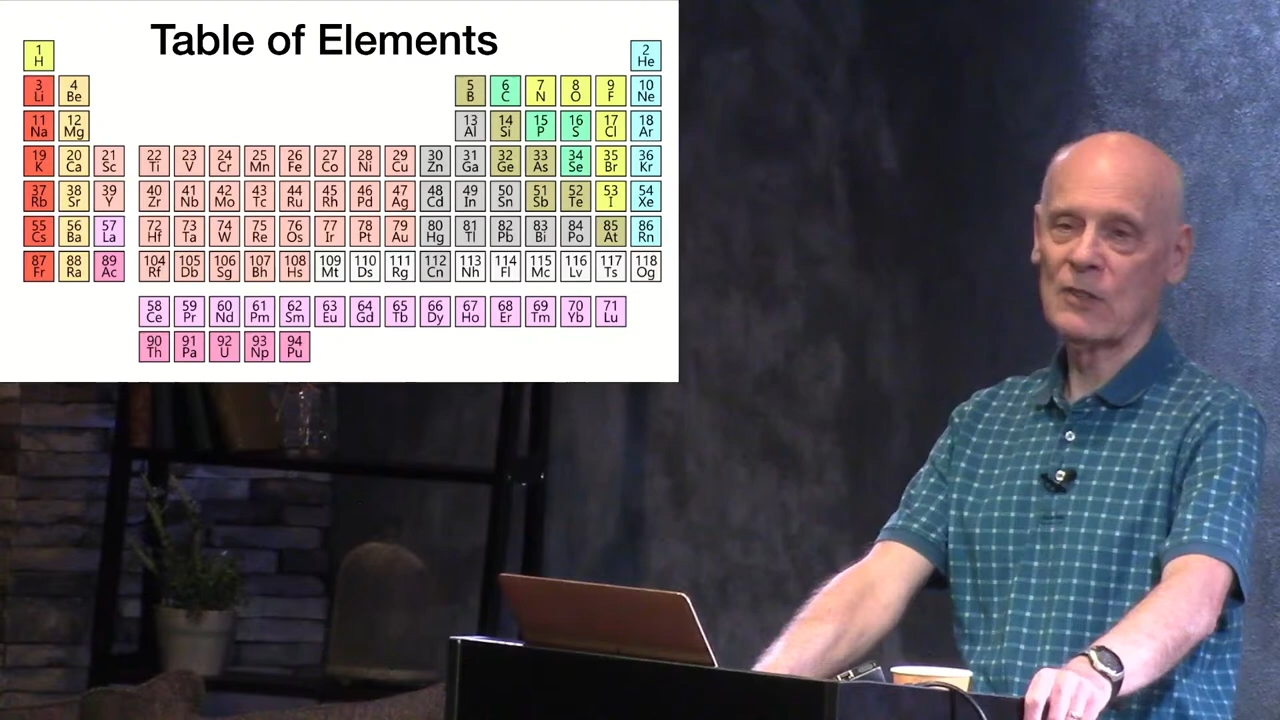 Table of Elements
1 2
H He
3 4 5 6 7 8 9 10
Li Be B C N O F Ne
11 12 13 14 15 16 17 18
Na Mg Al Si P S Cl Ar
19 20 21 22 23 24 25 26 27 28 29 30 31 32 33 34 35 36
K Ca Sc Ti V Cr Mn Fe Co Ni Cu Zn Ga Ge As Se Br Kr
37 38 39 40 41 42 43 44 45 46 47 48 49 50 51 52 53 54
Rb Sr Y Zr Nb Mo Tc Ru Rh Pd Ag Cd In Sn Sb Te I Xe
55 56 57 72 73 74 75 76 77 78 79 80 81 82 83 84 85 86
Cs Ba La Hf Ta W Re Os Ir Pt Au Hg Tl Pb Bi Po At Rn
87 88 89 104 105 106 107 108 109 110 111 112 113 114 115 116 117 118
Fr Ra Ac Rf Db Sg Bh Hs Mt Ds Rg Cn Nh Fl Mc Lv Ts Og
58 59 60 61 62 63 64 65 66 67 68 69 70 71
Ce Pr Nd Pm Sm Eu Gd Tb Dy Ho Er Tm Yb Lu
90 91 92 93 94
Th Pa U Np Pu